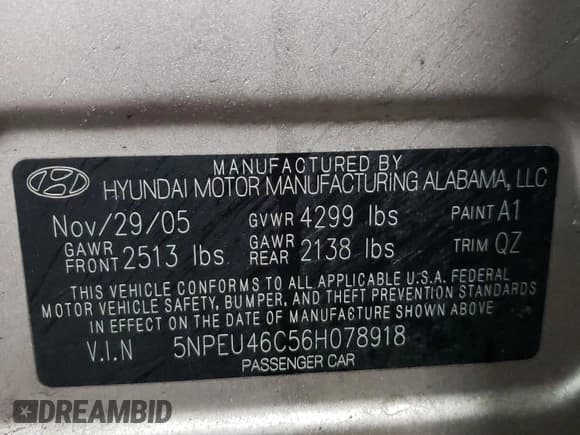 MANUFACTURED BY
HYUNDAI MOTOR MANUFACTURING ALABAMA, LLC
Nov/29/05 GVWR 4299 lbs PAINT A1
GAWR FRONT 2513 lbs GAWR REAR 2138 lbs TRIM QZ
THIS VEHICLE CONFORMS TO ALL APPLICABLE U.S.A. FEDERAL
MOTOR VEHICLE SAFETY, BUMPER, AND THEFT PREVENTION STANDARDS
IN EFFECT ON THE DATE OF MANUFACTURE SHOWN ABOVE
V.I.N 5NPEU46C56H078918
PASSENGER CAR
DREAMBID